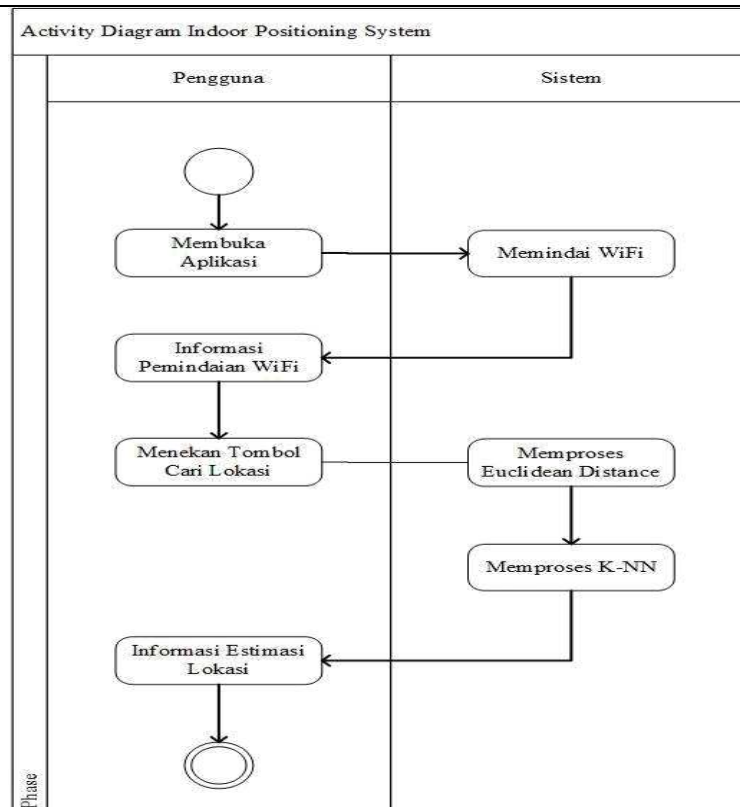 Activity Diagram Indoor Positioning System
Pengguna
Sistem
Membuka
Aplikasi
Memindai WiFi
Informasi
Pemindaian WiFi
Menekan Tombol
Cari Lokasi
Memproses
Euclidean Distance
Memproses K-NN
Informasi Estimasi
Lokasi
Phase